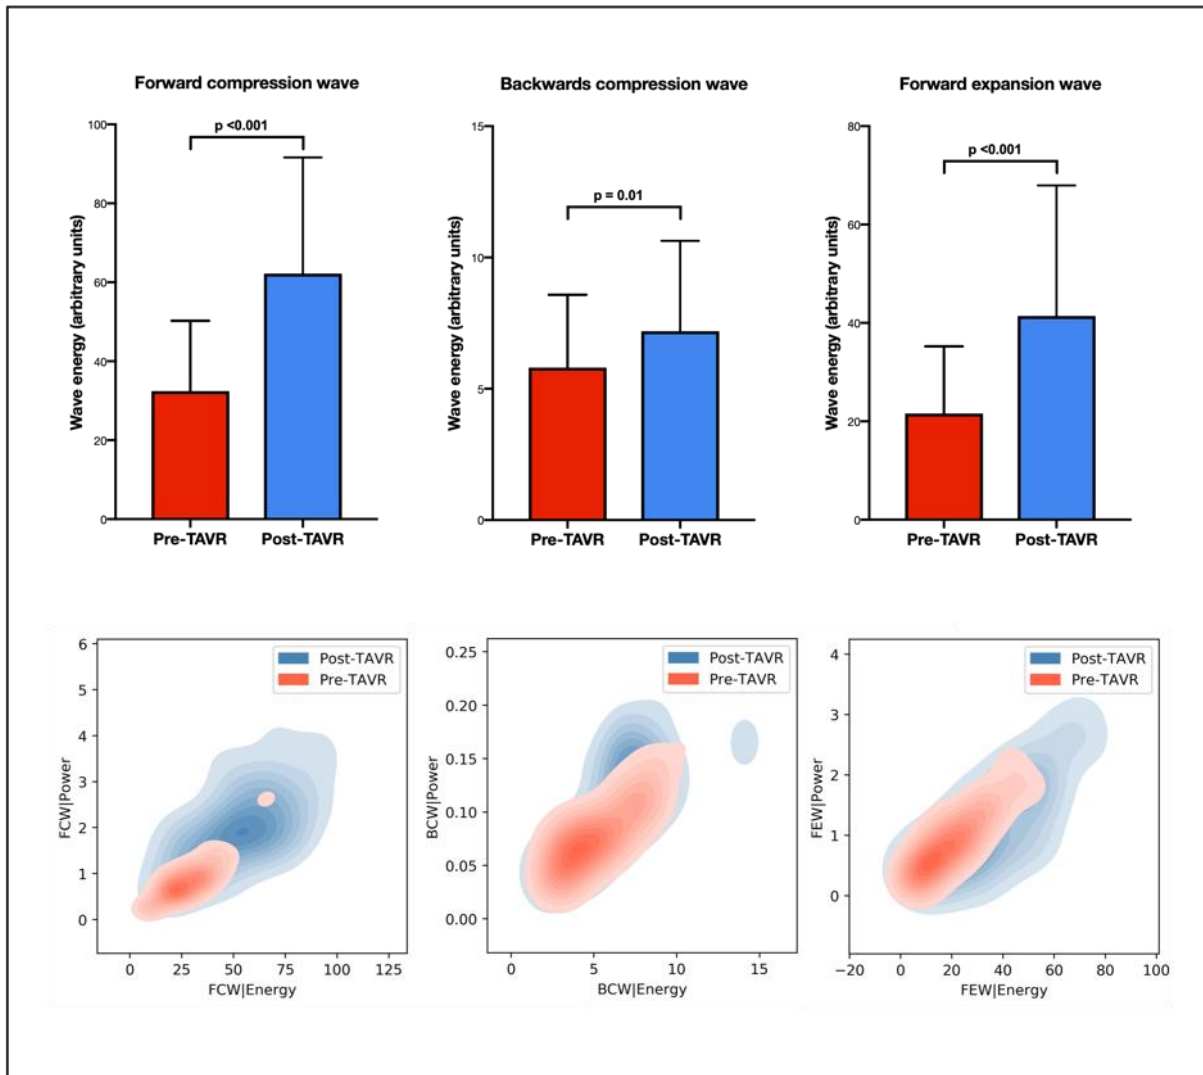 Forward compression wave
Backwards compression wave
Forward expansion wave
Wave energy (arbitrary units)
100
80
60
40
20
0
p <0.001
Pre-TAVR
Post-TAVR
Wave energy (arbitrary units)
15
10
5
0
p = 0.01
Pre-TAVR
Post-TAVR
Wave energy (arbitrary units)
80
60
40
20
0
p <0.001
Pre-TAVR
Post-TAVR
FCW|Power
6
5
4
3
2
1
0
Post-TAVR
Pre-TAVR
0 25 50 75 100 125
FCW|Energy
BCW|Power
0.25
0.20
0.15
0.10
0.05
0.00
Post-TAVR
Pre-TAVR
0 5 10 15
BCW|Energy
FEW|Power
4
3
2
1
0
Post-TAVR
Pre-TAVR
−20 0 20 40 60 80 100
FEW|Energy